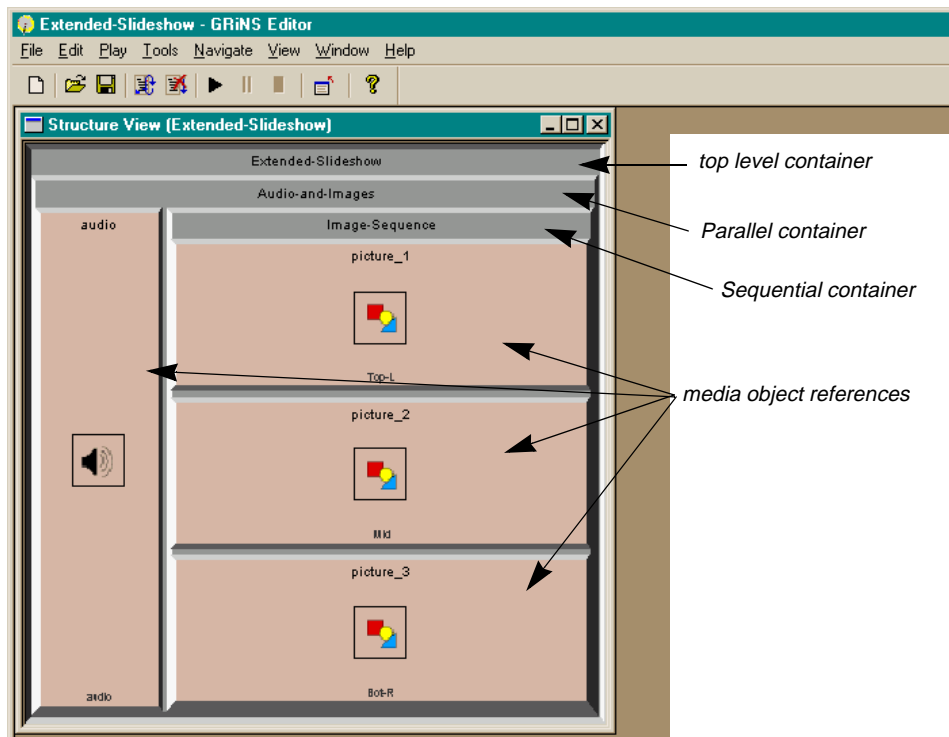 Extended-Slideshow - GRiNS Editor
File Edit Play Tools Navigate View Window Help
Structure View (Extended-Slideshow)
Extended-Slideshow
top level container
Audio-and-Images
Parallel container
audio
Image-Sequence
Sequential container
picture_1
Top-L
media object references
picture_2
Mid
picture_3
audio
Bot-R